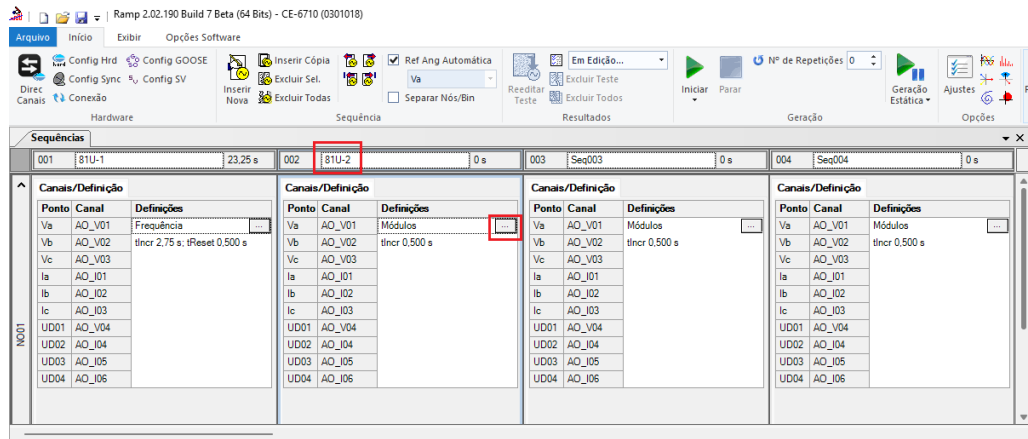 Ramp 2.02.190 Build 7 Beta (64 Bits) - CE-6710 (0301018)
Arquivo Início Exibir Opções Software
Direc Canais
Config Hrd Config GOOSE
Config Sync Config SV
Conexão
Hardware
Inserir Nova
Inserir Cópia
Excluir Sel.
Excluir Todas
Ref Ang Automática
Va
Separar Nós/Bin
Sequência
Reeditar Teste
Em Edição...
Excluir Teste
Excluir Todos
Resultados
Iniciar Parar
Nº de Repetições 0
Geração Estática
Geração
Ajustes
Opções
Sequências
001 81U-1 23,25 s 002 81U-2 0 s 003 Seq003 0 s 004 Seq004 0 s
NO01
Canais/Definição Canais/Definição Canais/Definição Canais/Definição
Ponto Canal Definições Ponto Canal Definições Ponto Canal Definições Ponto Canal Definições
Va AO_V01 Frequência ... Va AO_V01 Módulos ... Va AO_V01 Módulos ... Va AO_V01 Módulos ...
Vb AO_V02 tIncr 2,75 s; tReset 0,500 s Vb AO_V02 tIncr 0,500 s Vb AO_V02 tIncr 0,500 s Vb AO_V02 tIncr 0,500 s
Vc AO_V03 Vc AO_V03 Vc AO_V03 Vc AO_V03
Ia AO_I01 Ia AO_I01 Ia AO_I01 Ia AO_I01
Ib AO_I02 Ib AO_I02 Ib AO_I02 Ib AO_I02
Ic AO_I03 Ic AO_I03 Ic AO_I03 Ic AO_I03
UD01 AO_V04 UD01 AO_V04 UD01 AO_V04 UD01 AO_V04
UD02 AO_I04 UD02 AO_I04 UD02 AO_I04 UD02 AO_I04
UD03 AO_I05 UD03 AO_I05 UD03 AO_I05 UD03 AO_I05
UD04 AO_I06 UD04 AO_I06 UD04 AO_I06 UD04 AO_I06